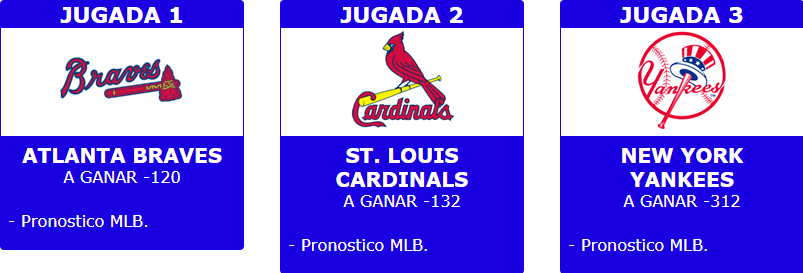 JUGADA 1
Braves
ATLANTA BRAVES
A GANAR -120
- Pronostico MLB.
JUGADA 2
Cardinals
ST. LOUIS
CARDINALS
A GANAR -132
- Pronostico MLB.
JUGADA 3
Yankees
NEW YORK
YANKEES
A GANAR -312
- Pronostico MLB.